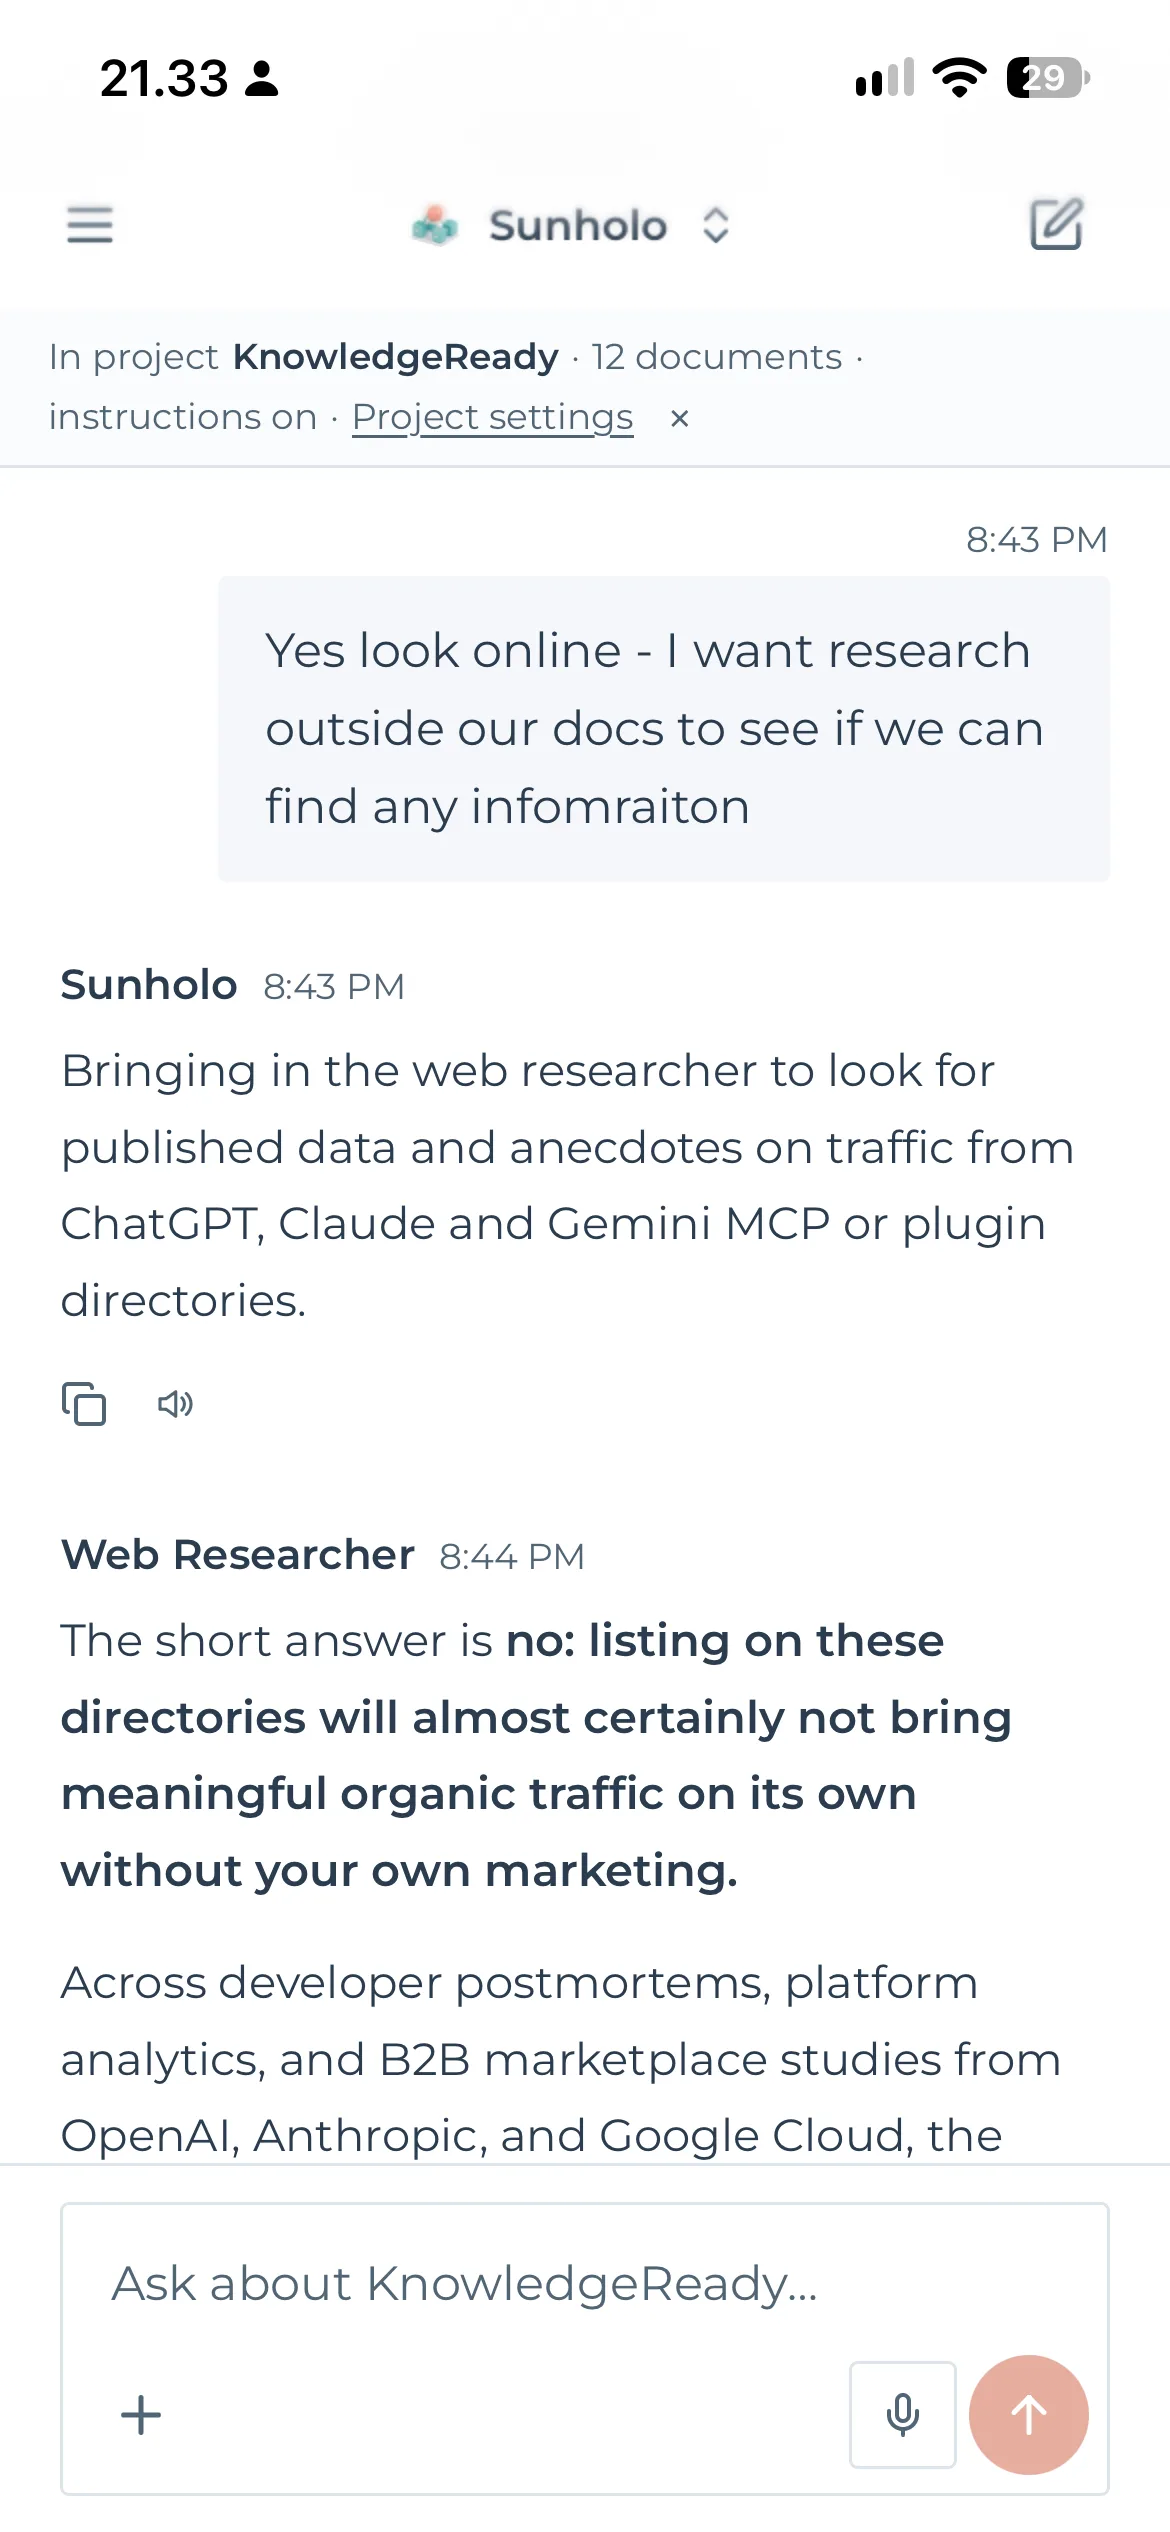 21.33
29
Sunholo
In project KnowledgeReady · 12 documents ·
instructions on · Project settings ×
8:43 PM
Yes look online - I want research
outside our docs to see if we can
find any infomraiton
Sunholo 8:43 PM
Bringing in the web researcher to look for
published data and anecdotes on traffic from
ChatGPT, Claude and Gemini MCP or plugin
directories.
Web Researcher 8:44 PM
The short answer is no: listing on these
directories will almost certainly not bring
meaningful organic traffic on its own
without your own marketing.
Across developer postmortems, platform
analytics, and B2B marketplace studies from
OpenAI, Anthropic, and Google Cloud, the
Ask about KnowledgeReady...